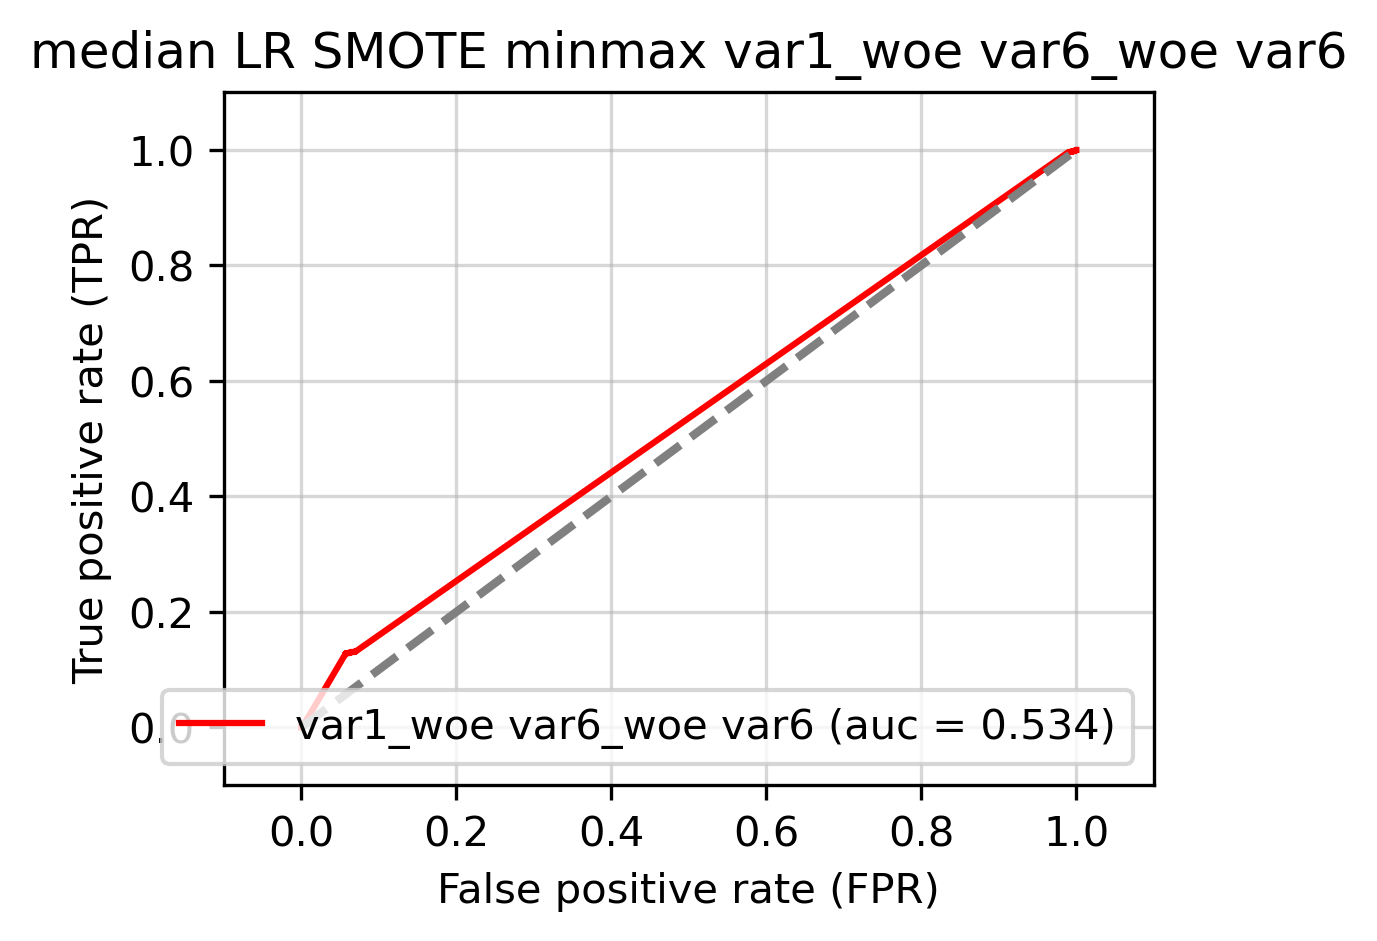 median LR SMOTE minmax var1_woe var6_woe var6
True positive rate (TPR)
1.0
0.8
0.6
0.4
0.2
0.0
var1_woe var6_woe var6 (auc = 0.534)
0.0 0.2 0.4 0.6 0.8 1.0
False positive rate (FPR)